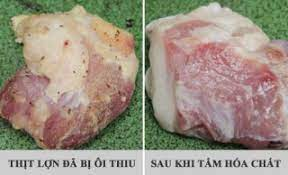 THỊT LỢN ĐÃ BỊ ÔI THIU
SAU KHI TẨM HÓA CHẤT